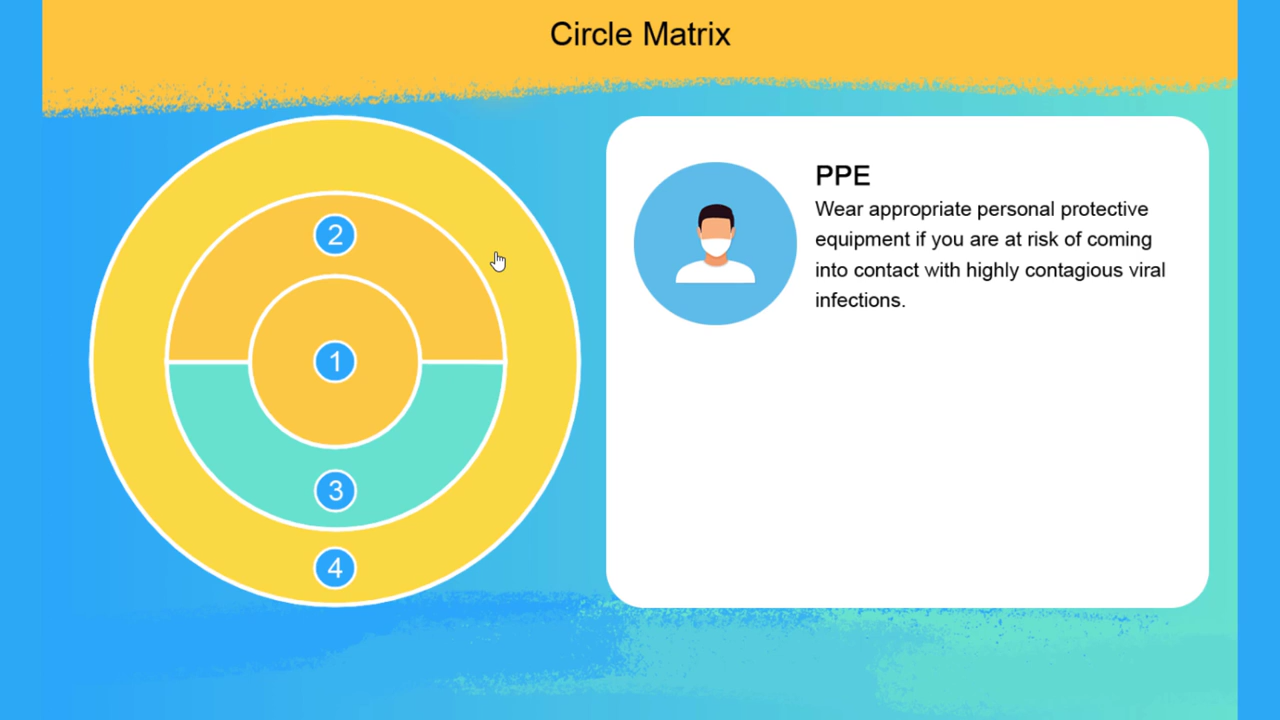 Circle Matrix
2
1
3
4
PPE
Wear appropriate personal protective
equipment if you are at risk of coming
into contact with highly contagious viral
infections.